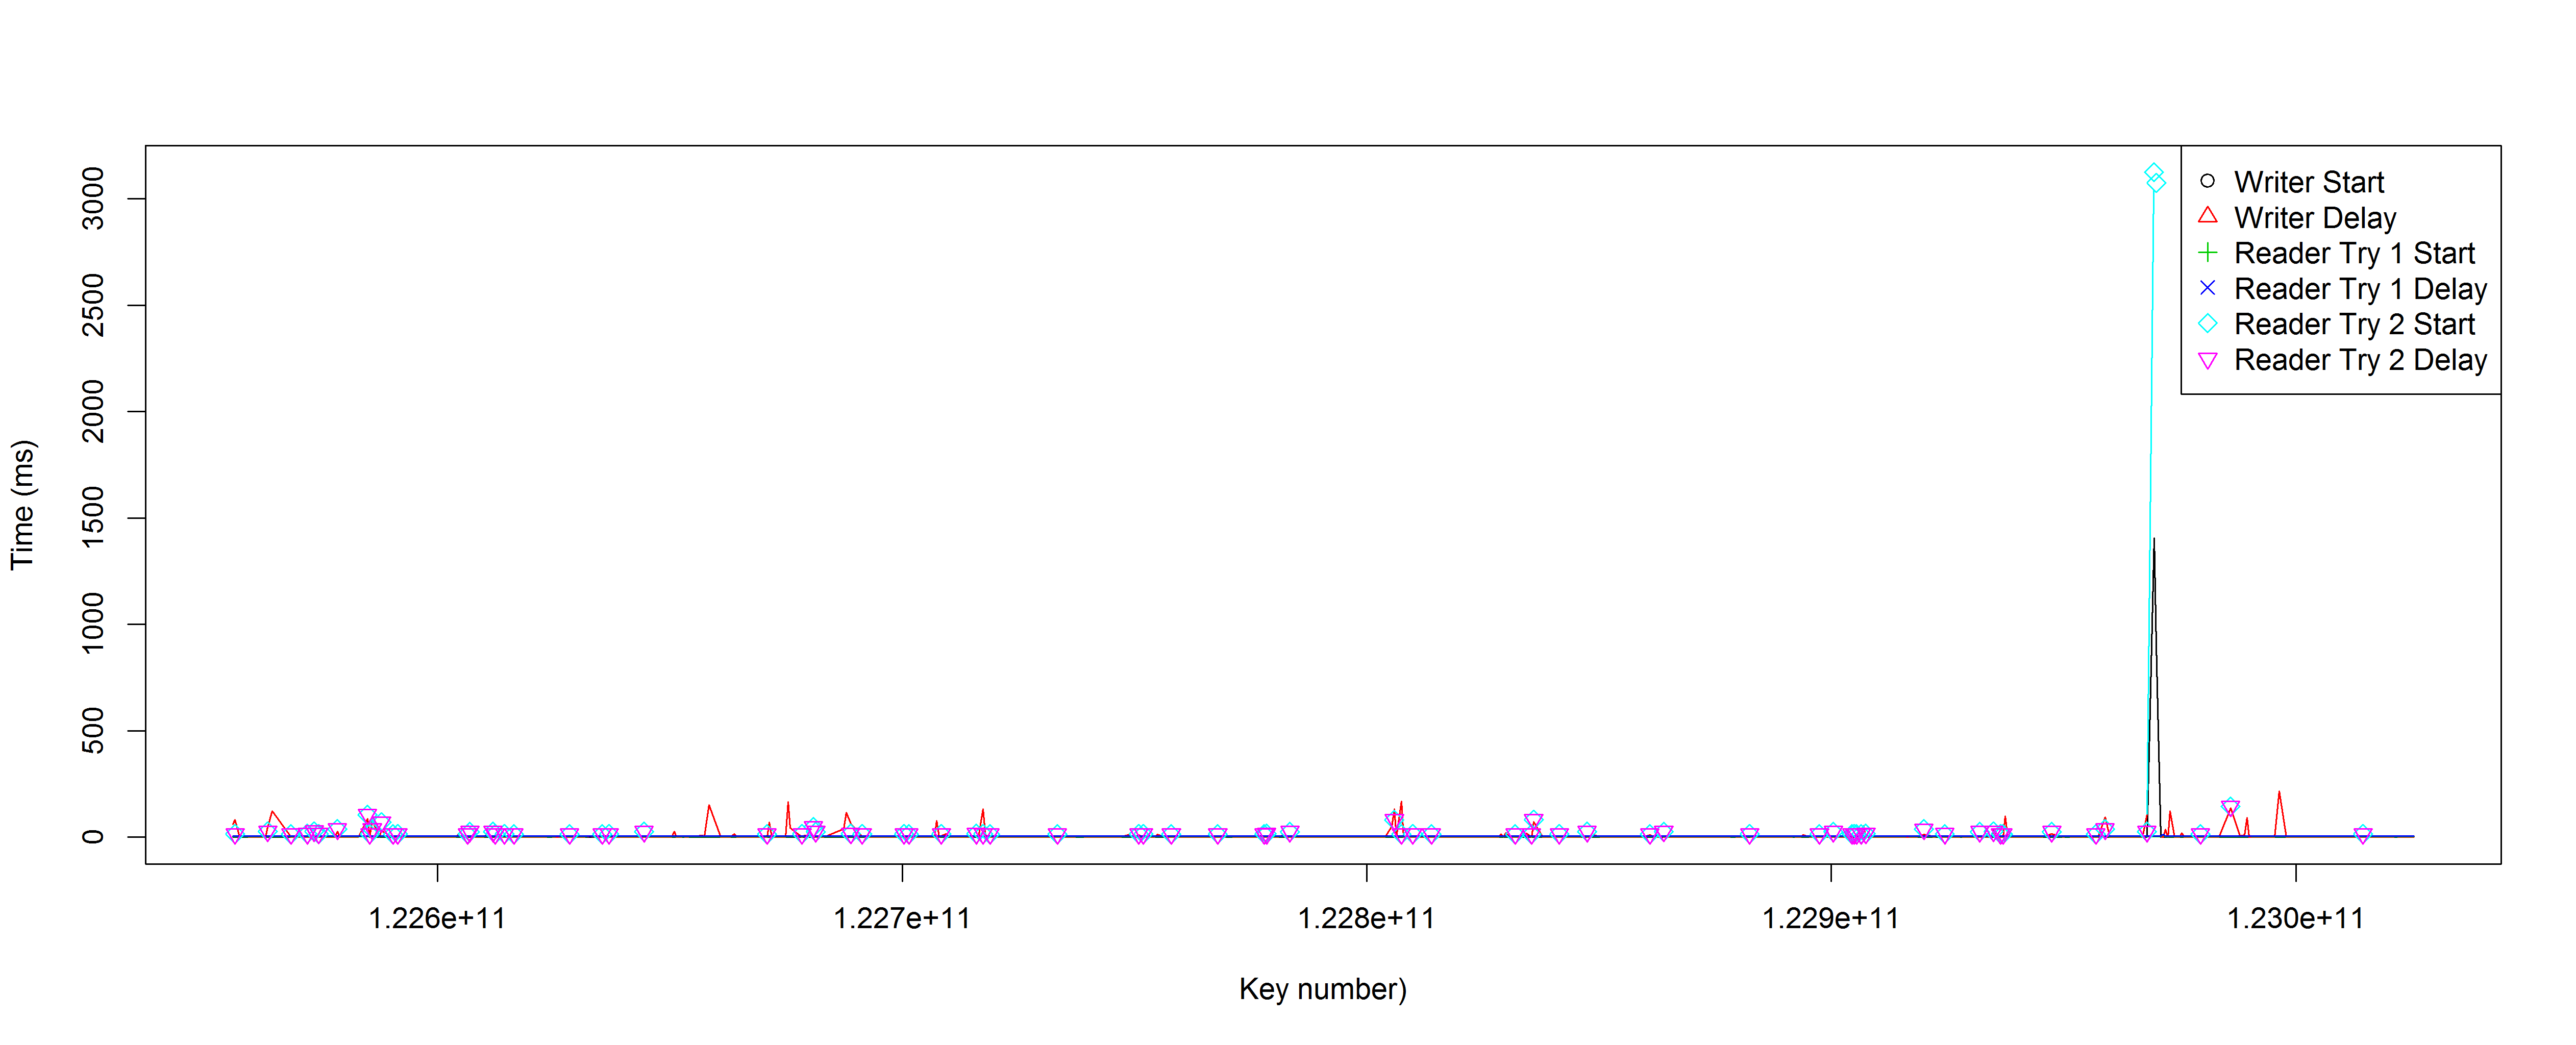 Time (ms)
3000
2500
2000
1500
1000
500
0
Writer Start
Writer Delay
Reader Try 1 Start
Reader Try 1 Delay
Reader Try 2 Start
Reader Try 2 Delay
1.226e+11
1.227e+11
1.228e+11
1.229e+11
1.230e+11
Key number)